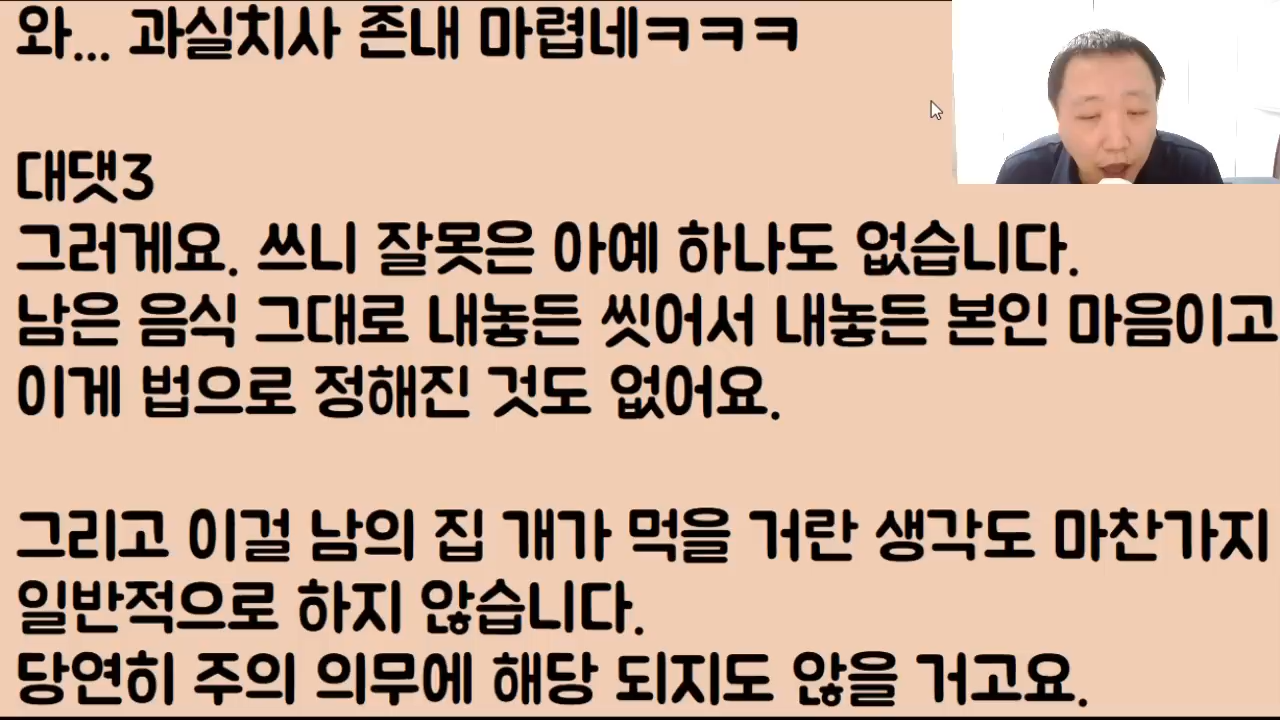 와... 과실치사 존내 마렵네ㅋㅋㅋ
대댓3
그러게요. 쓰니 잘못은 아예 하나도 없습니다.
남은 음식 그대로 내놓든 씻어서 내놓든 본인 마음이고
이게 법으로 정해진 것도 없어요.
그리고 이걸 남의 집 개가 먹을 거란 생각도 마찬가지
일반적으로 하지 않습니다.
당연히 주의 의무에 해당 되지도 않을 거고요.